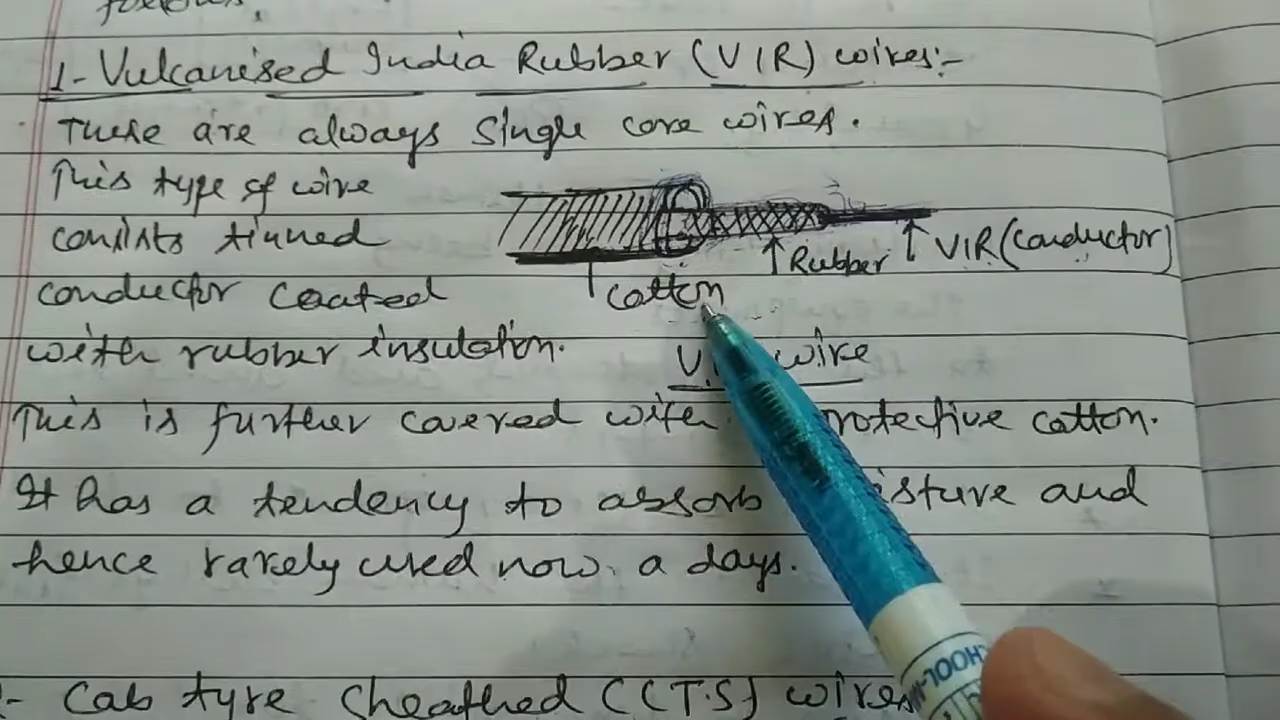 1- Vulcanised India Rubber (VIR) wires:-
These are always single core wires.
This type of wire
consists tinned
conductor coated
with rubber insulation.
Cotton
Rubber
VIR (conductor)
wire
This is further covered with rotective cotton.
It has a tendency to absorb isture and
hence rarely used now a days.
- Cab tyre Sheathed (C.T.S) wires